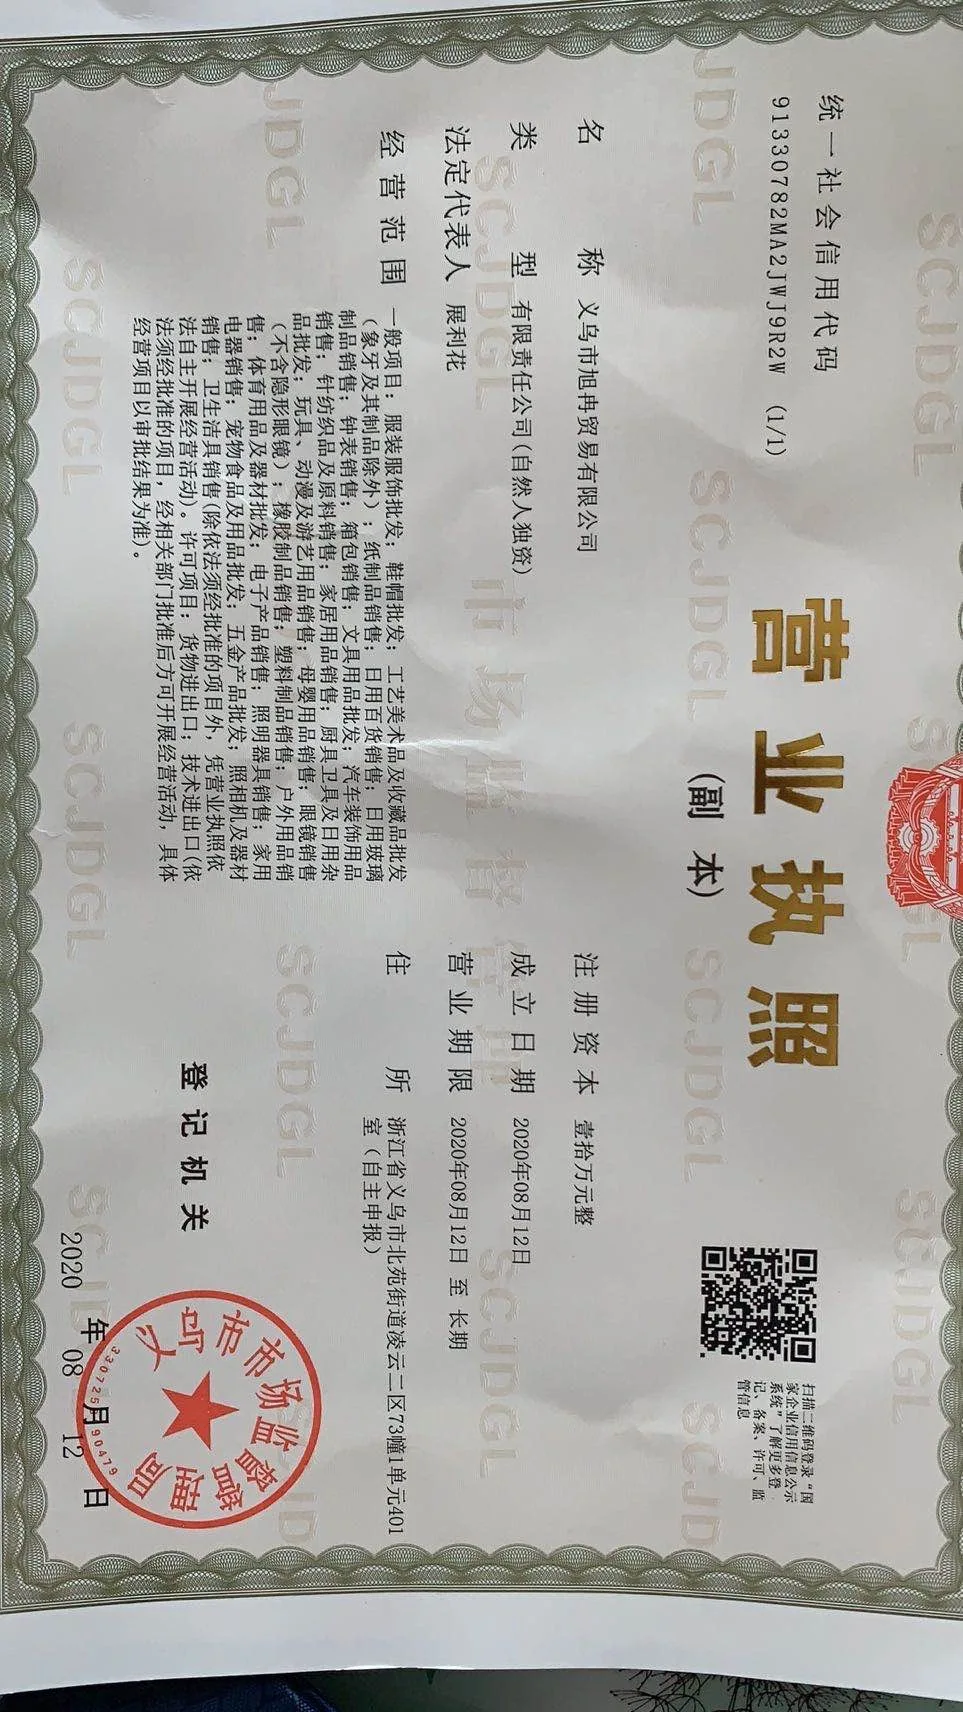 统一社会信用代码
91330782MA2JWJ9R2W (1/1)
营业执照
(副 本)
扫描二维码登录“国
家企业信用信息公示
系统”了解更多登
记、备案、许可、监
管信息
名 称 义乌市旭冉贸易有限公司
类 型 有限责任公司(自然人独资)
法定代表人 展利花
经营范围 一般项目：服装服饰批发；鞋帽批发；工艺美术品及收藏品批发
（象牙及其制品除外）；纸制品销售；日用百货销售；日用玻璃
制品销售；钟表销售；箱包销售；文具用品批发；汽车装饰用品
销售；针纺织品及原料销售；家居用品销售；厨具卫具及日用杂
品批发；玩具、动漫及游艺用品销售；母婴用品销售；眼镜销售
（不含隐形眼镜）；橡胶制品销售；塑料制品销售；户外用品销
售；体育用品及器材批发；电子产品销售；照明器具销售；家用
电器销售；宠物食品及用品批发；五金产品批发；照相机及器材
销售；卫生洁具销售(除依法须经批准的项目外，凭营业执照依
法自主开展经营活动)。许可项目：货物进出口；技术进出口(依
法须经批准的项目，经相关部门批准后方可开展经营活动，具体
经营项目以审批结果为准)。
注册资本 壹拾万元整
成立日期 2020年08月12日
营业期限 2020年08月12日 至 长期
住 所 浙江省义乌市北苑街道凌云二区73幢1单元401
室（自主申报）
登记机关
义乌市市场监督管理局
2020 年 08 月 12 日
SCJDGL
市场监督管理